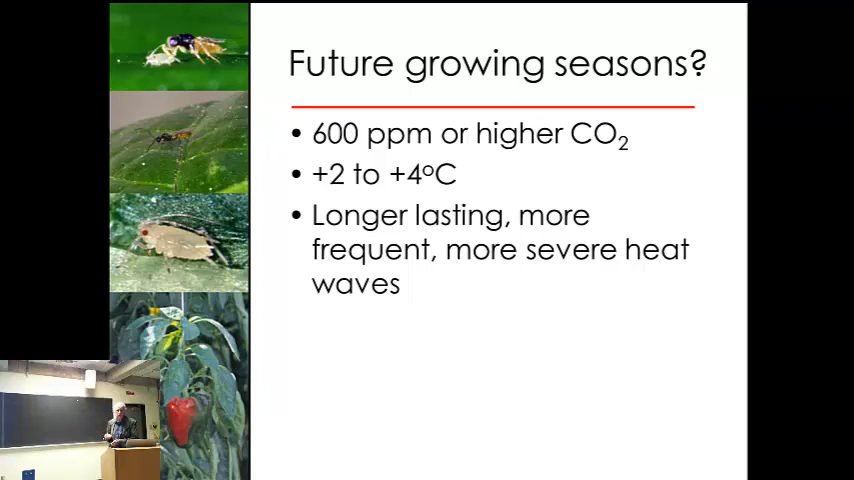 Future growing seasons?
• 600 ppm or higher CO₂
• +2 to +4ºC
• Longer lasting, more
frequent, more severe heat
waves